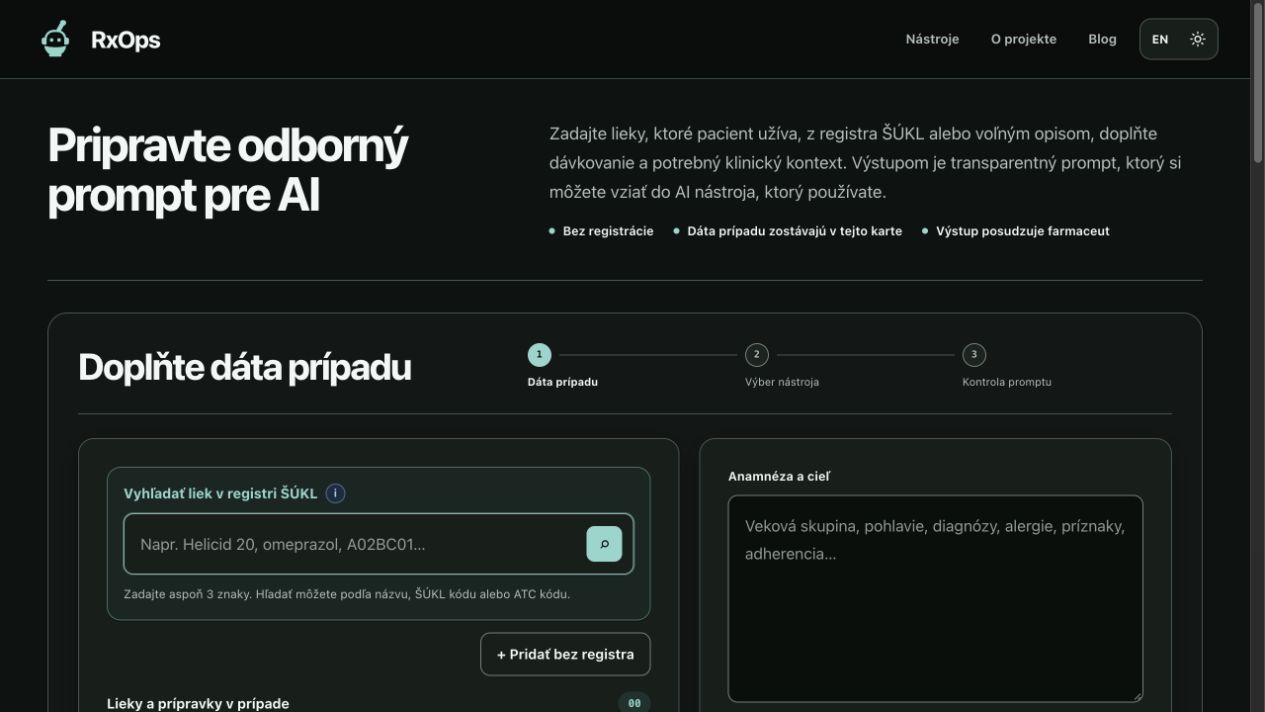 RxOps
Nástroje
O projekte
Blog
EN
Pripravte odborný
prompt pre AI
Zadajte lieky, ktoré pacient užíva, z registra ŠÚKL alebo voľným opisom, doplňte
dávkovanie a potrebný klinický kontext. Výstupom je transparentný prompt, ktorý si
môžete vziať do AI nástroja, ktorý používate.
Bez registrácie
Dáta prípadu zostávajú v tejto karte
Výstup posudzuje farmaceut
Doplňte dáta prípadu
1
Dáta prípadu
2
Výber nástroja
3
Kontrola promptu
Vyhľadať liek v registri ŠÚKL i
Napr. Helicid 20, omeprazol, A02BC01...
Zadajte aspoň 3 znaky. Hľadať môžete podľa názvu, ŠÚKL kódu alebo ATC kódu.
+ Pridať bez registra
Lieky a prípravky v prípade
00
Anamnéza a cieľ
Veková skupina, pohlavie, diagnózy, alergie, príznaky,
adherencia...